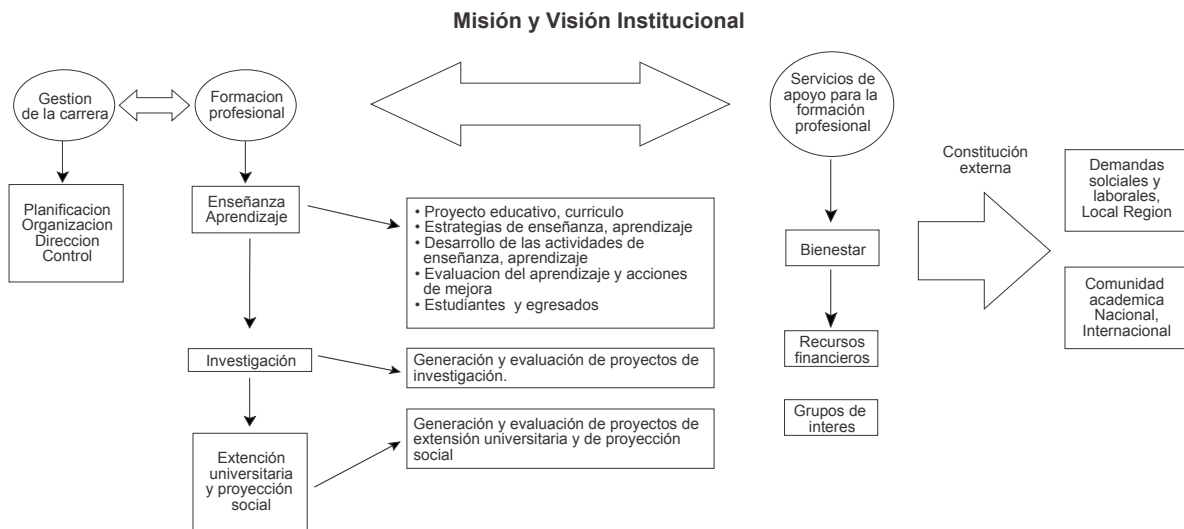 Misión y Visión Institucional
Gestion
de la carrera
Formacion
profesional
Servicios de
apoyo para la
formación
profesional
Planificacion
Organizacion
Direccion
Control
Enseñanza
Aprendizaje
• Proyecto educativo, curriculo
• Estrategias de enseñanza, aprendizaje
• Desarrollo de las actividades de
enseñanza, aprendizaje
• Evaluacion del aprendizaje y acciones
de mejora
• Estudiantes y egresados
Investigación
Generación y evaluación de proyectos de
investigación.
Extención
universitaria
y proyección
social
Generación y evaluación de proyectos de
extensión universitaria y de proyección
social
Bienestar
Recursos
financieros
Grupos de
interes
Constitución
externa
Demandas
solciales y
laborales,
Local Region
Comunidad
academica
Nacional,
Internacional